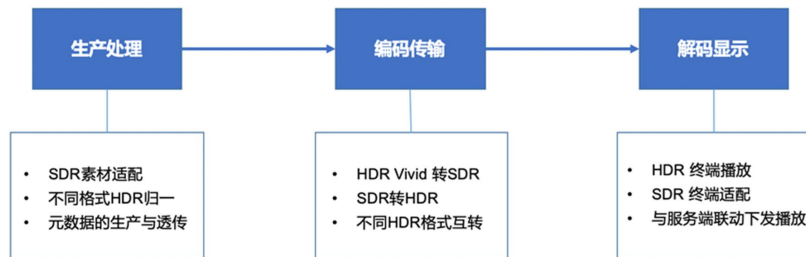 生产处理
编码传输
解码显示
• SDR素材适配
• 不同格式HDR归一
• 元数据的生产与透传
• HDR Vivid 转SDR
• SDR转HDR
• 不同HDR格式互转
• HDR 终端播放
• SDR 终端适配
• 与服务端联动下发播放